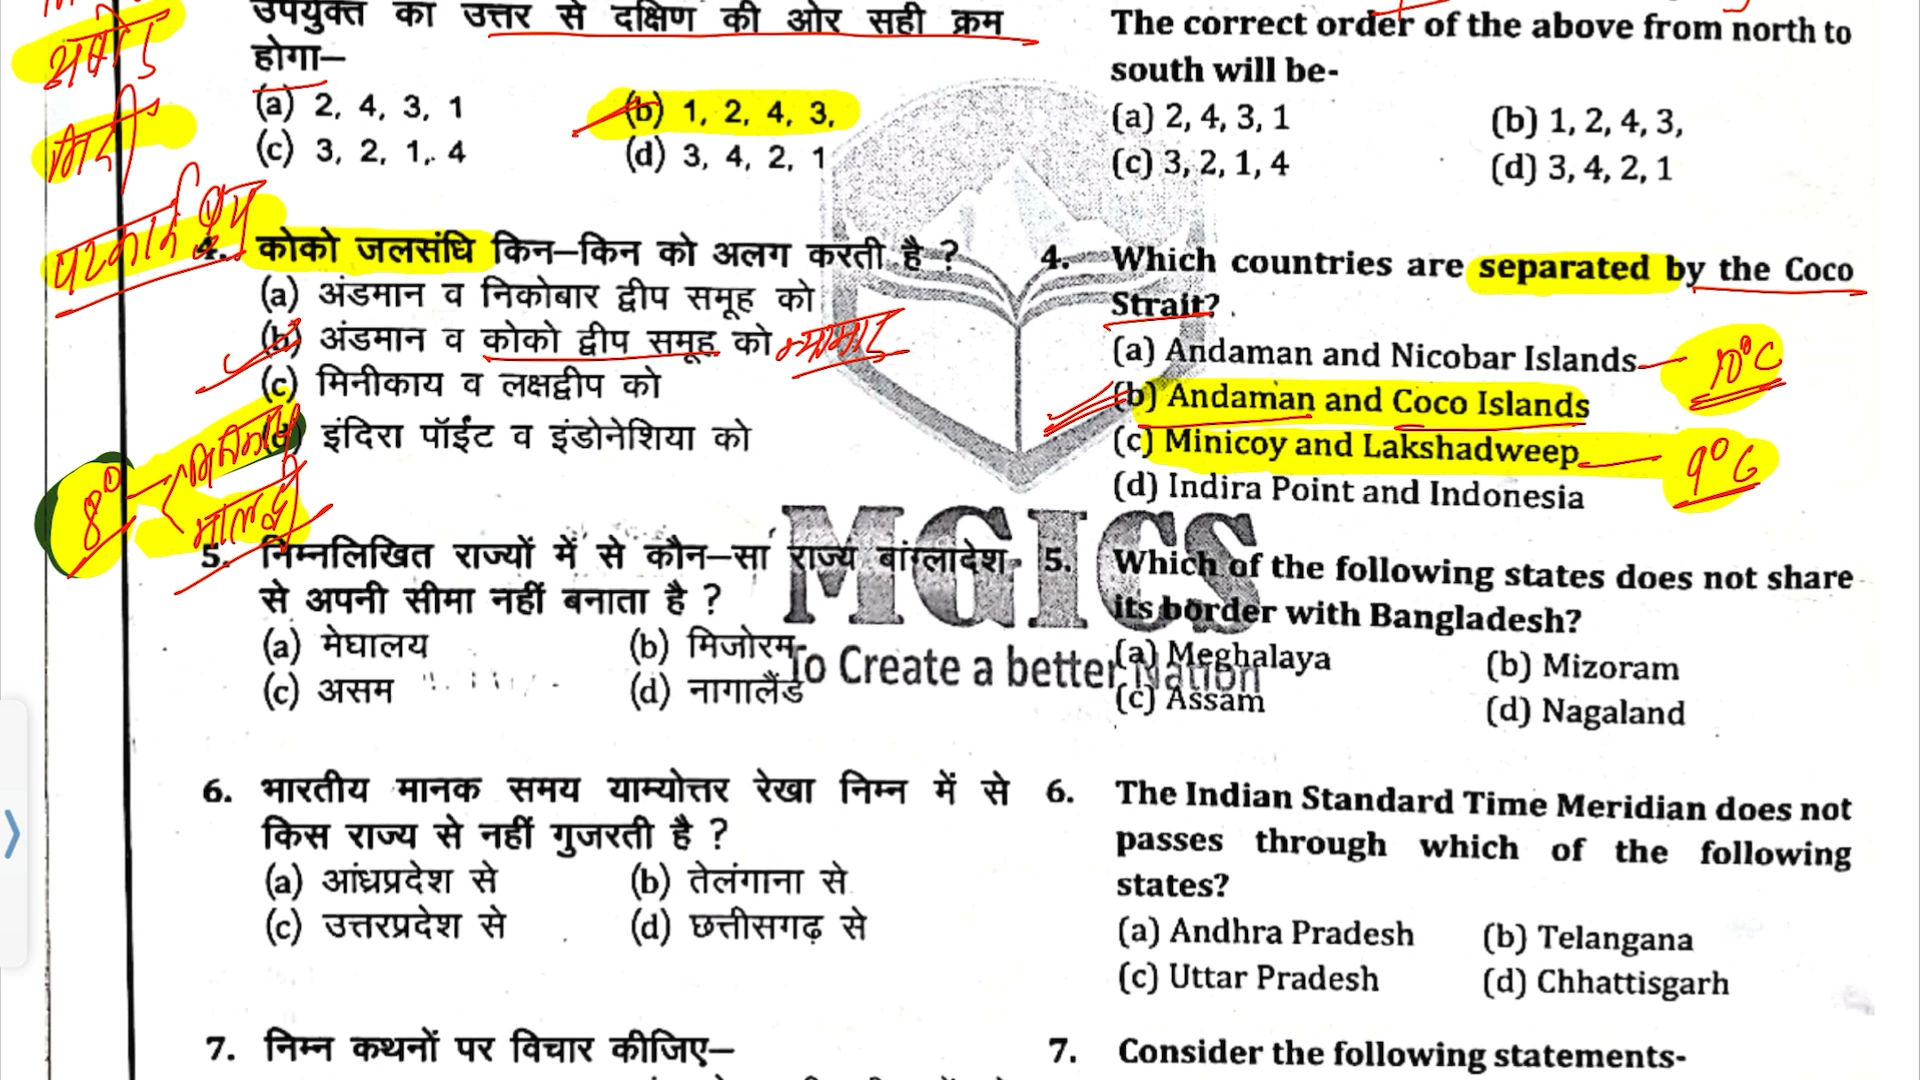 उपर्युक्त का उत्तर से दक्षिण की ओर सही क्रम
होगा–
(a) 2, 4, 3, 1 (b) 1, 2, 4, 3,
(c) 3, 2, 1, 4 (d) 3, 4, 2, 1
4. कोको जलसंधि किन–किन को अलग करती है ?
(a) अंडमान व निकोबार द्वीप समूह को
(b) अंडमान व कोको द्वीप समूह को
(c) मिनीकाय व लक्षद्वीप को
(d) इंदिरा पॉईंट व इंडोनेशिया को
8°
5. निम्नलिखित राज्यों में से कौन–सा राज्य बांग्लादेश
से अपनी सीमा नहीं बनाता है ?
(a) मेघालय (b) मिजोरम
(c) असम (d) नागालैंड
6. भारतीय मानक समय याम्योत्तर रेखा निम्न में से
किस राज्य से नहीं गुजरती है ?
(a) आंध्रप्रदेश से (b) तेलंगाना से
(c) उत्तरप्रदेश से (d) छत्तीसगढ़ से
7. निम्न कथनों पर विचार कीजिए–
The correct order of the above from north to
south will be-
(a) 2, 4, 3, 1 (b) 1, 2, 4, 3,
(c) 3, 2, 1, 4 (d) 3, 4, 2, 1
4. Which countries are separated by the Coco
Strait?
(a) Andaman and Nicobar Islands 10°C
(b) Andaman and Coco Islands
(c) Minicoy and Lakshadweep 9°C
(d) Indira Point and Indonesia
5. Which of the following states does not share
its border with Bangladesh?
(a) Meghalaya (b) Mizoram
(c) Assam (d) Nagaland
6. The Indian Standard Time Meridian does not
passes through which of the following
states?
(a) Andhra Pradesh (b) Telangana
(c) Uttar Pradesh (d) Chhattisgarh
7. Consider the following statements-
MGICS
To Create a better Nation